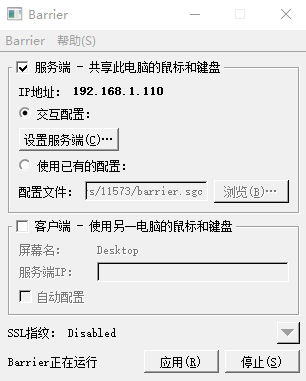 Barrier
Barrier 帮助(S)
服务端 - 共享此电脑的鼠标和键盘
IP地址: 192.168.1.110
交互配置:
设置服务端(C)…
使用已有的配置:
配置文件: s/11573/barrier.sgc 浏览(B)…
客户端 - 使用另一电脑的鼠标和键盘
屏幕名: Desktop
服务端IP:
自动配置
SSL指纹: Disabled
Barrier正在运行 应用(R) 停止(S)